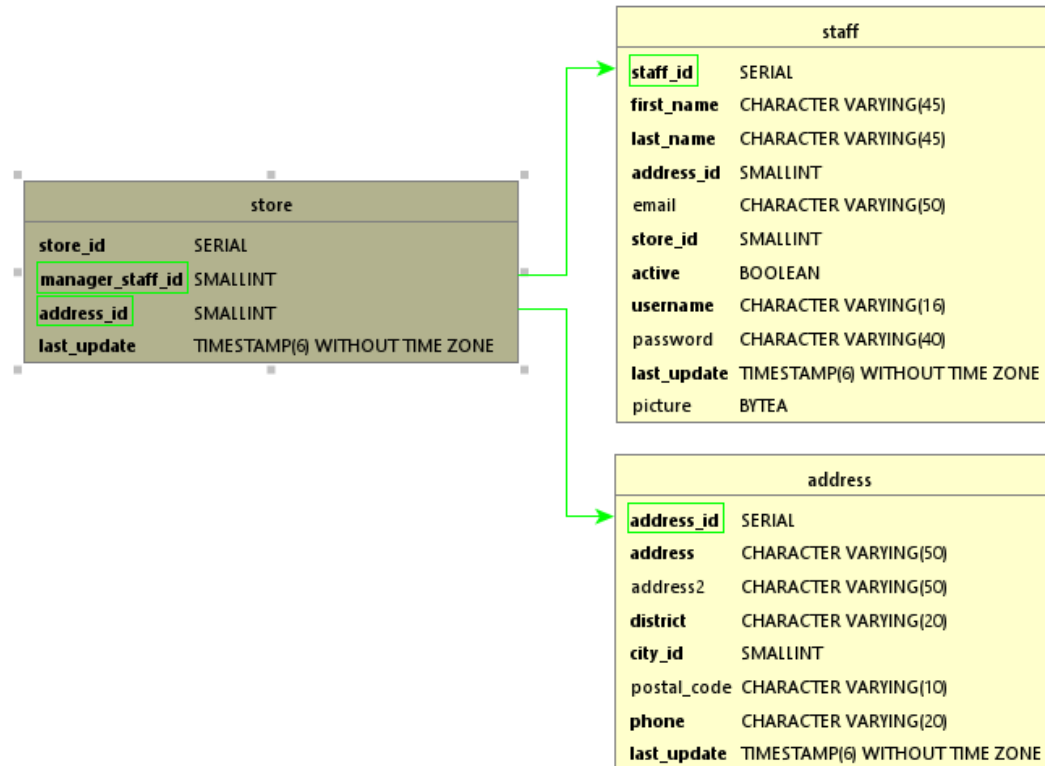 store
store_id SERIAL
manager_staff_id SMALLINT
address_id SMALLINT
last_update TIMESTAMP(6) WITHOUT TIME ZONE
staff
staff_id SERIAL
first_name CHARACTER VARYING(45)
last_name CHARACTER VARYING(45)
address_id SMALLINT
email CHARACTER VARYING(50)
store_id SMALLINT
active BOOLEAN
username CHARACTER VARYING(16)
password CHARACTER VARYING(40)
last_update TIMESTAMP(6) WITHOUT TIME ZONE
picture BYTEA
address
address_id SERIAL
address CHARACTER VARYING(50)
address2 CHARACTER VARYING(50)
district CHARACTER VARYING(20)
city_id SMALLINT
postal_code CHARACTER VARYING(10)
phone CHARACTER VARYING(20)
last_update TIMESTAMP(6) WITHOUT TIME ZONE